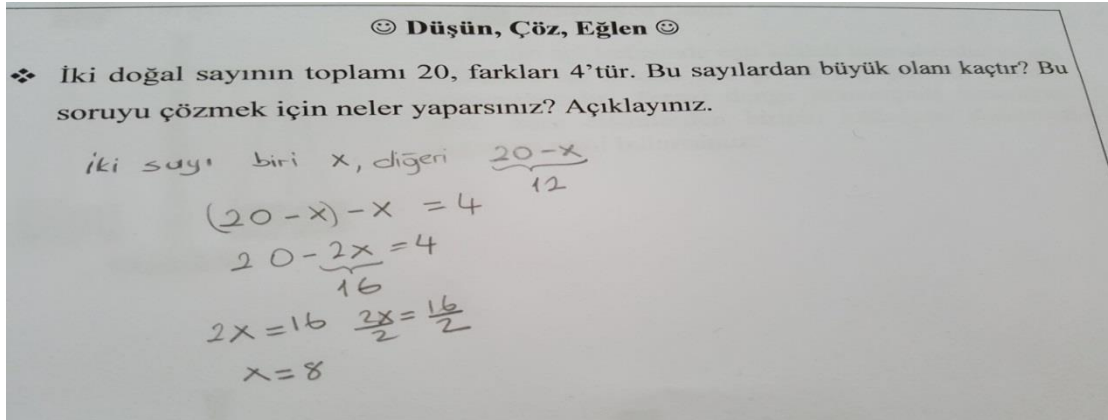 ☺ Düşün, Çöz, Eğlen ☺
❖ İki doğal sayının toplamı 20, farkları 4’tür. Bu sayılardan büyük olanı kaçtır? Bu
soruyu çözmek için neler yaparsınız? Açıklayınız.
iki sayı biri x, diğeri 20-x
12
(20-x)-x = 4
20-2x=4
16
2x=16 2x/2=16/2
x=8